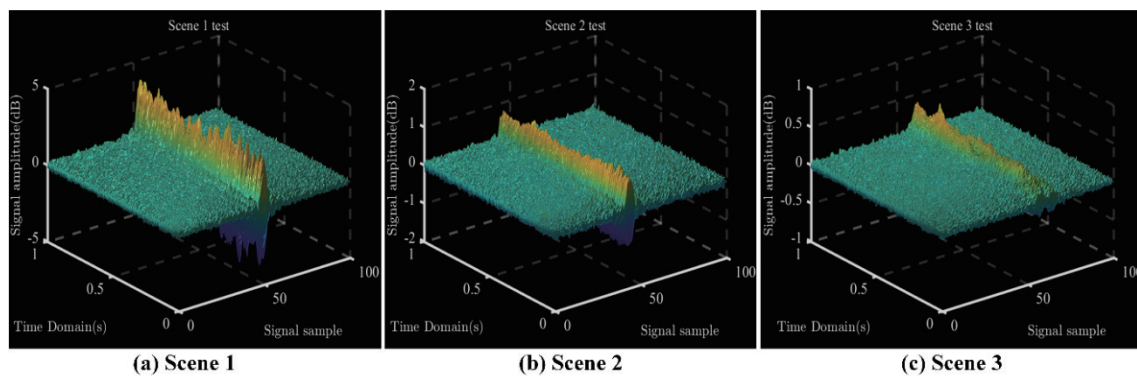 Scene 1 test
Signal amplitude(dB)
5
0
-5
1
0.5
0
Time Domain(s)
0
50
100
Signal sample
(a) Scene 1
Scene 2 test
Signal amplitude(dB)
2
1
0
-1
-2
1
0.5
0
Time Domain(s)
0
50
100
Signal sample
(b) Scene 2
Scene 3 test
Signal amplitude(dB)
1
0.5
0
-0.5
-1
1
0.5
0
Time Domain(s)
0
50
100
Signal sample
(c) Scene 3